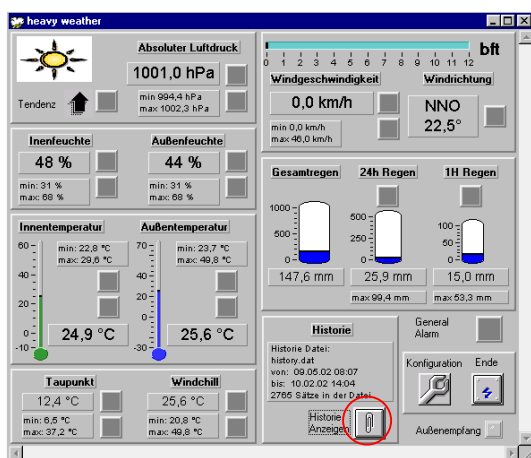 heavy weather
Absoluter Luftdruck
1001,0 hPa
Tendenz
min 994,4 hPa
max 1002,3 hPa
bft
0 1 2 3 4 5 6 7 8 9 10 11 12
Windgeschwindigkeit
Windrichtung
0,0 km/h
NNO
22,5°
min 0,0 km/h
max 46,0 km/h
Inenfeuchte
Außenfeuchte
48 %
44 %
min: 31 %
max: 68 %
min: 31 %
max: 68 %
Gesamtregen
24h Regen
1H Regen
1000
500
0
500
250
0
100
50
0
147,6 mm
25,9 mm
15,0 mm
max 99,4 mm
max 53,3 mm
Innentemperatur
Außentemperatur
60
40
20
0
-10
min: 22,8 °C
max: 29,6 °C
70
40
20
0
-30
min: 23,7 °C
max: 49,8 °C
24,9 °C
25,6 °C
Historie
Historie Datei:
history.dat
von: 09.05.02 08:07
bis: 10.02.02 14:04
2765 Sätze in der Datei
Historie
Anzeigen
General
Alarm
Konfiguration
Ende
Außenempfang
Taupunkt
Windchill
12,4 °C
25,6 °C
min: 6,5 °C
max: 37,2 °C
min: 20,8 °C
max: 49,8 °C